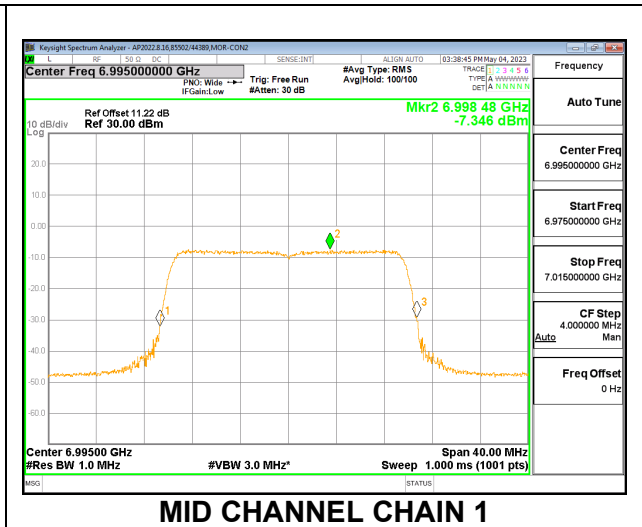 Keysight Spectrum Analyzer - AP2022.8.16,85502/44389,MOR-CON2
L RF 50 Ω DC SENSE:INT ALIGN AUTO 03:38:45 PM May 04, 2023
Center Freq 6.995000000 GHz
PNO: Wide
IFGain:Low
Trig: Free Run
#Atten: 30 dB
#Avg Type: RMS
Avg|Hold: 100/100
TRACE 1 2 3 4 5 6
TYPE A WWWWW
DET A N N N N N
Frequency
Mkr2 6.998 48 GHz
-7.346 dBm
Ref Offset 11.22 dB
10 dB/div Ref 30.00 dBm
Log
20.0
10.0
0.00
-10.0
-20.0
-30.0
-40.0
-50.0
-60.0
1
2
3
Center 6.99500 GHz Span 40.00 MHz
#Res BW 1.0 MHz #VBW 3.0 MHz* Sweep 1.000 ms (1001 pts)
MSG STATUS
Auto Tune
Center Freq
6.995000000 GHz
Start Freq
6.975000000 GHz
Stop Freq
7.015000000 GHz
CF Step
4.000000 MHz
Auto Man
Freq Offset
0 Hz
MID CHANNEL CHAIN 1